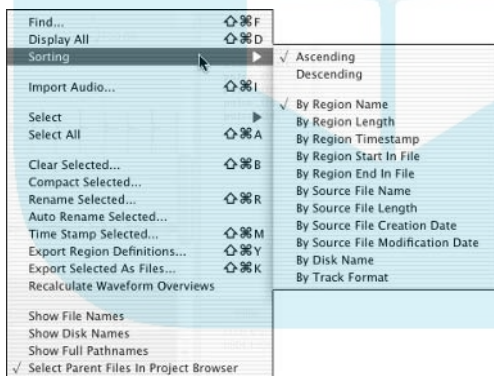 Find... ⇧⌘F
Display All ⇧⌘D
Sorting ▶
Import Audio... ⇧⌘I
Select ▶
Select All ⇧⌘A
Clear Selected... ⇧⌘B
Compact Selected...
Rename Selected... ⇧⌘R
Auto Rename Selected...
Time Stamp Selected... ⇧⌘M
Export Region Definitions... ⇧⌘Y
Export Selected As Files... ⇧⌘K
Recalculate Waveform Overviews
Show File Names
Show Disk Names
Show Full Pathnames
√ Select Parent Files In Project Browser
√ Ascending
Descending
√ By Region Name
By Region Length
By Region Timestamp
By Region Start In File
By Region End In File
By Source File Name
By Source File Length
By Source File Creation Date
By Source File Modification Date
By Disk Name
By Track Format